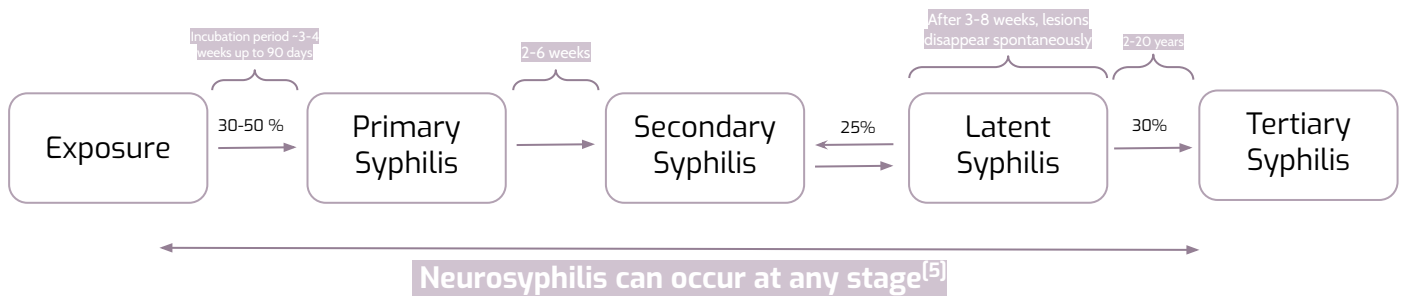 Incubation period ~3-4
weeks up to 90 days
2-6 weeks
After 3-8 weeks, lesions
disappear spontaneously
2-20 years
Exposure
30-50 %
Primary
Syphilis
Secondary
Syphilis
25%
Latent
Syphilis
30%
Tertiary
Syphilis
Neurosyphilis can occur at any stage[5]